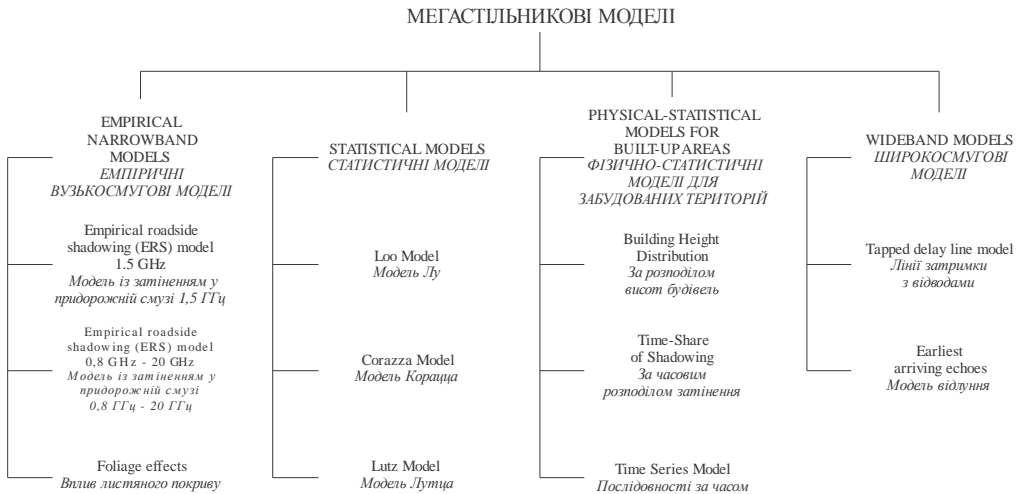 МЕГАСТІЛЬНИКОВІ МОДЕЛІ
EMPIRICAL
NARROWBAND
MODELS
ЕМПІРИЧНІ
ВУЗЬКОСМУГОВІ МОДЕЛІ
Empirical roadside
shadowing (ERS) model
1.5 GHz
Модель із затіненням у
придорожній смузі 1,5 ГГц
Empirical roadside
shadowing (ERS) model
0,8 GHz - 20 GHz
Модель із затіненням у
придорожній смузі
0,8 ГГц - 20 ГГц
Foliage effects
Вплив листяного покриву
STATISTICAL MODELS
СТАТИСТИЧНІ МОДЕЛІ
Loo Model
Модель Лу
Corazza Model
Модель Корацца
Lutz Model
Модель Лутца
PHYSICAL-STATISTICAL
MODELS FOR
BUILT-UP AREAS
ФІЗИЧНО-СТАТИСТИЧНІ
МОДЕЛІ ДЛЯ
ЗАБУДОВАНИХ ТЕРИТОРІЙ
Building Height
Distribution
За розподілом
висот будівель
Time-Share
of Shadowing
За часовим
розподілом затінення
Time Series Model
Послідовності за часом
WIDEBAND MODELS
ШИРОКОСМУГОВІ
МОДЕЛІ
Tapped delay line model
Лінії затримки
з відводами
Earliest
arriving echoes
Модель відлуння